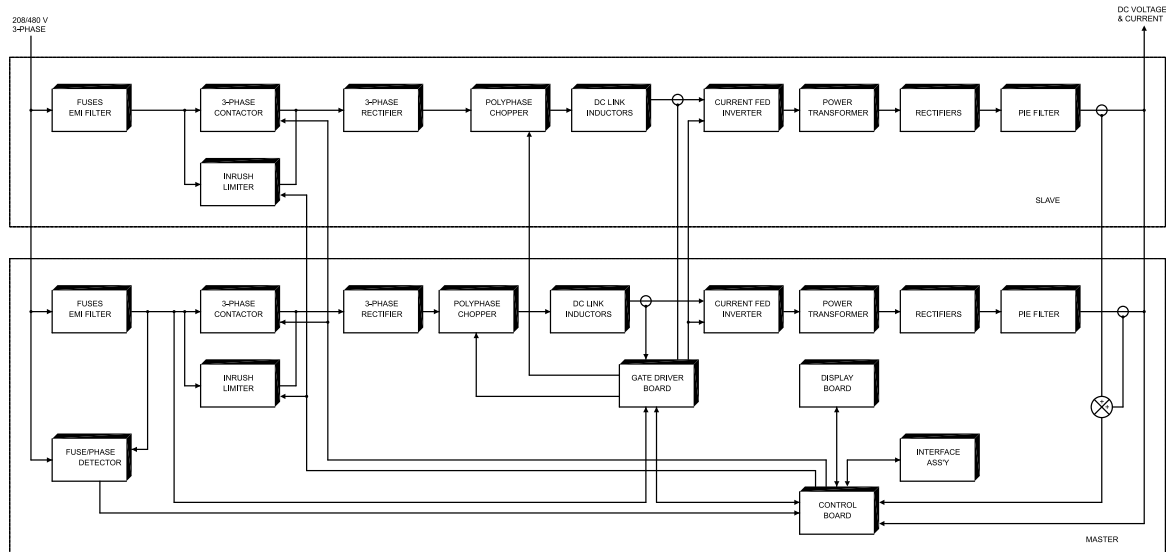 208/480 V
3-PHASE
DC VOLTAGE
& CURRENT
FUSES
EMI FILTER
3-PHASE
CONTACTOR
3-PHASE
RECTIFIER
POLYPHASE
CHOPPER
DC LINK
INDUCTORS
CURRENT FED
INVERTER
POWER
TRANSFORMER
RECTIFIERS
PIE FILTER
INRUSH
LIMITER
SLAVE
FUSES
EMI FILTER
3-PHASE
CONTACTOR
3-PHASE
RECTIFIER
POLYPHASE
CHOPPER
DC LINK
INDUCTORS
CURRENT FED
INVERTER
POWER
TRANSFORMER
RECTIFIERS
PIE FILTER
INRUSH
LIMITER
GATE DRIVER
BOARD
DISPLAY
BOARD
+
+
FUSE/PHASE
DETECTOR
INTERFACE
ASS'Y
CONTROL
BOARD
MASTER